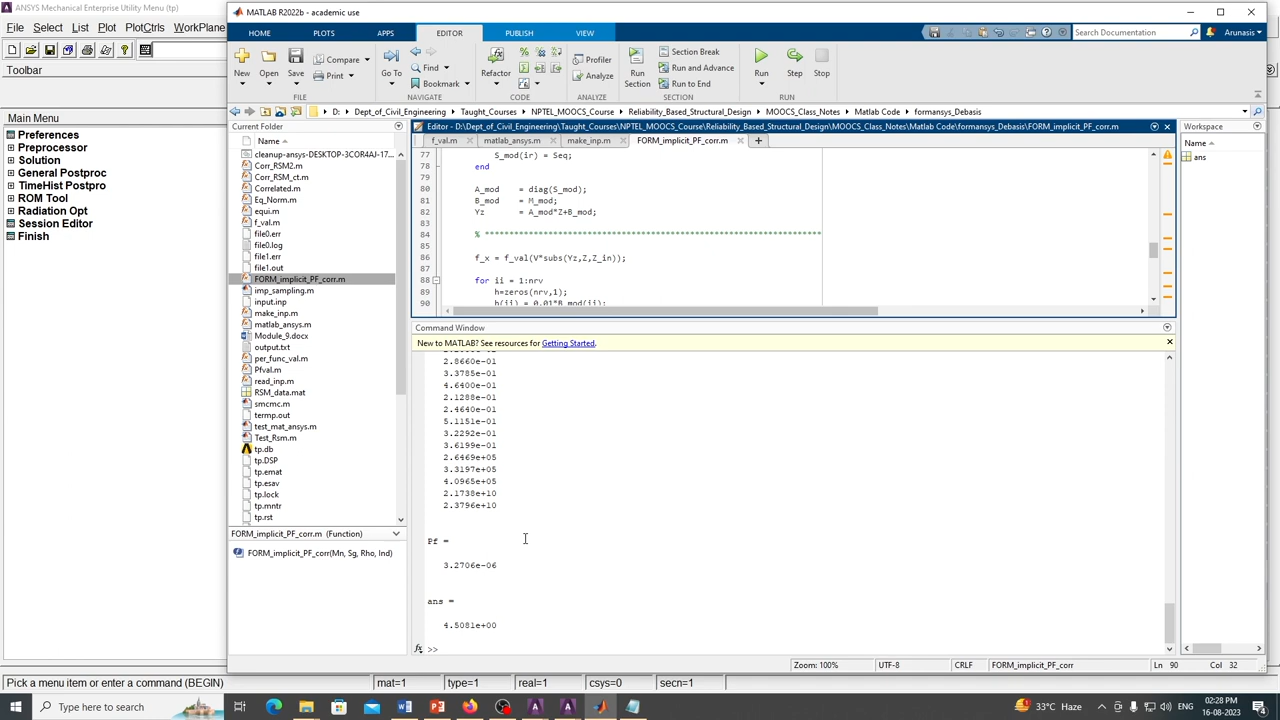 ANSYS Mechanical Enterprise Utility Menu (tp)
File Select List Plot PlotCtrls WorkPlane
Toolbar
Main Menu
Preferences
Preprocessor
Solution
General Postproc
TimeHist Postpro
ROM Tool
Radiation Opt
Session Editor
Finish
MATLAB R2022b - academic use
HOME PLOTS APPS EDITOR PUBLISH VIEW
Search Documentation
Arunasis
New Open Save
Compare
Print
Go To
Find
Bookmark
Refactor
Profiler
Analyze
Run Section
Section Break
Run and Advance
Run to End
Run Step Stop
FILE NAVIGATE CODE ANALYZE SECTION RUN
D: Dept_of_Civil_Engineering Taught_Courses NPTEL_MOOCS_Course Reliability_Based_Structural_Design MOOCS_Class_Notes Matlab Code formansys_Debasis
Current Folder
Name
cleanup-ansys-DESKTOP-3COR4AJ-17...
Corr_RSM2.m
Corr_RSM_ct.m
Correlated.m
Eq_Norm.m
equi.m
f_val.m
file0.err
file0.log
file1.err
file1.out
FORM_implicit_PF_corr.m
imp_sampling.m
input.inp
make_inp.m
matlab_ansys.m
Module_9.docx
output.txt
per_func_val.m
Pfval.m
read_inp.m
RSM_data.mat
smcmc.m
termp.out
test_mat_ansys.m
Test_Rsm.m
tp.db
tp.DSP
tp.emat
tp.esav
tp.lock
tp.mntr
tp.rst
FORM_implicit_PF_corr.m (Function)
FORM_implicit_PF_corr(Mn, Sg, Rho, Ind)
Editor - D:\Dept_of_Civil_Engineering\Taught_Courses\NPTEL_MOOCS_Course\Reliability_Based_Structural_Design\MOOCS_Class_Notes\Matlab Code\formansys_Debasis\FORM_implicit_PF_corr.m
f_val.m matlab_ansys.m make_inp.m FORM_implicit_PF_corr.m
77 S_mod(ir) = Seq;
78 end
79
80 A_mod = diag(S_mod);
81 B_mod = M_mod;
82 Yz = A_mod*Z+B_mod;
83
84 % ********************************************************************
85
86 f_x = f_val(V*subs(Yz,Z,Z_in));
87
88 for ii = 1:nrv
89 h=zeros(nrv,1);
90 h(ii) = 0.01*B_mod(ii);
Command Window
New to MATLAB? See resources for Getting Started.
2.8660e-01
3.3785e-01
4.6400e-01
2.1288e-01
2.4640e-01
5.1151e-01
3.2292e-01
3.6199e-01
2.6469e+05
3.3197e+05
4.0965e+05
2.1738e+10
2.3796e+10
Pf =
3.2706e-06
ans =
4.5081e+00
fx >>
Workspace
Name
ans
Zoom: 100% UTF-8 CRLF FORM_implicit_PF_corr Ln 90 Col 32
Pick a menu item or enter a command (BEGIN) mat=1 type=1 real=1 csys=0 secn=1
Type here to search
33°C Haze
ENG
02:28 PM
16-08-2023